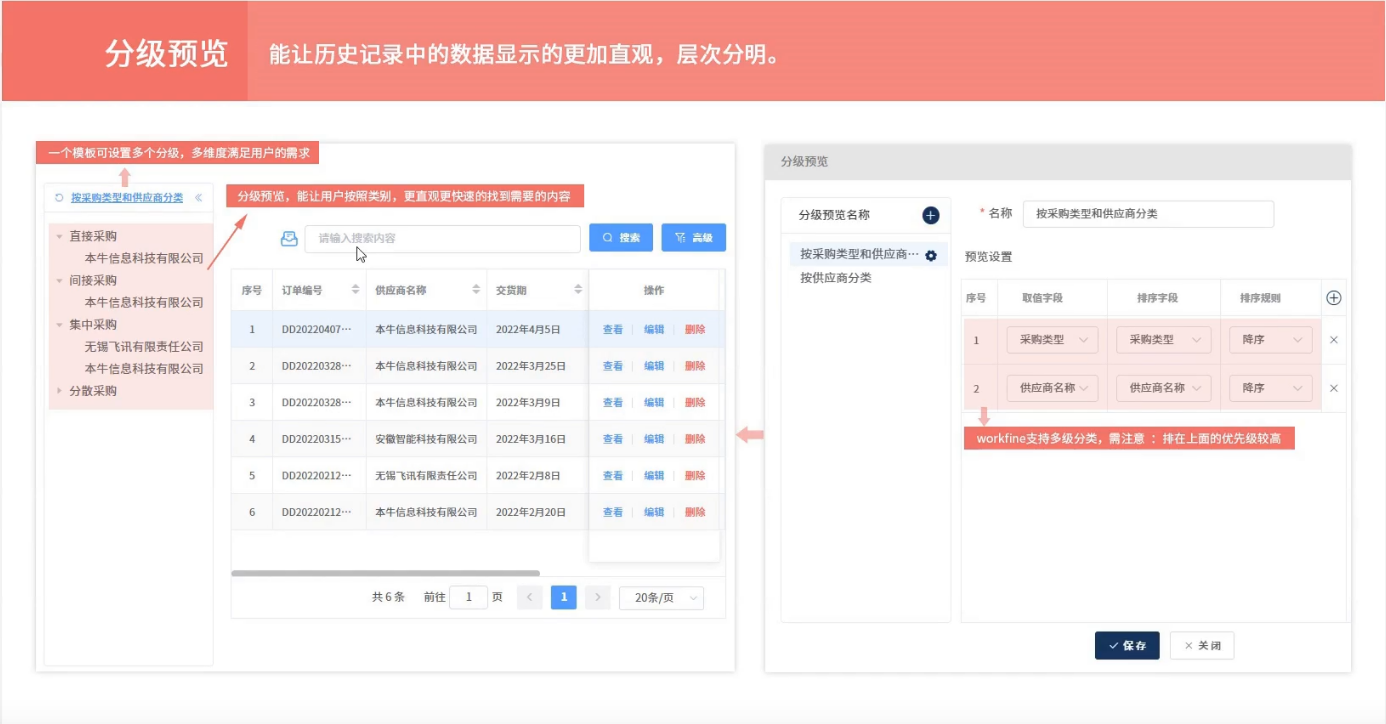 分级预览
能让历史记录中的数据显示的更加直观，层次分明。
一个模板可设置多个分级，多维度满足用户的需求
按采购类型和供应商分类
分级预览，能让用户按照类别，更直观更快速的找到需要的内容
直接采购
本牛信息科技有限公司
间接采购
本牛信息科技有限公司
集中采购
无锡飞讯有限责任公司
本牛信息科技有限公司
分散采购
请输入搜索内容
搜索
高级
序号 订单编号 供应商名称 交货期 操作
1 DD20220407··· 本牛信息科技有限公司 2022年4月5日 查看 编辑 删除
2 DD20220328··· 本牛信息科技有限公司 2022年3月25日 查看 编辑 删除
3 DD20220328··· 本牛信息科技有限公司 2022年3月9日 查看 编辑 删除
4 DD20220315··· 安徽智能科技有限公司 2022年3月16日 查看 编辑 删除
5 DD20220212··· 无锡飞讯有限责任公司 2022年2月8日 查看 编辑 删除
6 DD20220212··· 本牛信息科技有限公司 2022年2月20日 查看 编辑 删除
共 6 条 前往 1 页 1 20条/页
分级预览
分级预览名称
按采购类型和供应商···
按供应商分类
* 名称 按采购类型和供应商分类
预览设置
序号 取值字段 排序字段 排序规则
1 采购类型 采购类型 降序
2 供应商名称 供应商名称 降序
workfine支持多级分类，需注意 ：排在上面的优先级较高
保存
关闭